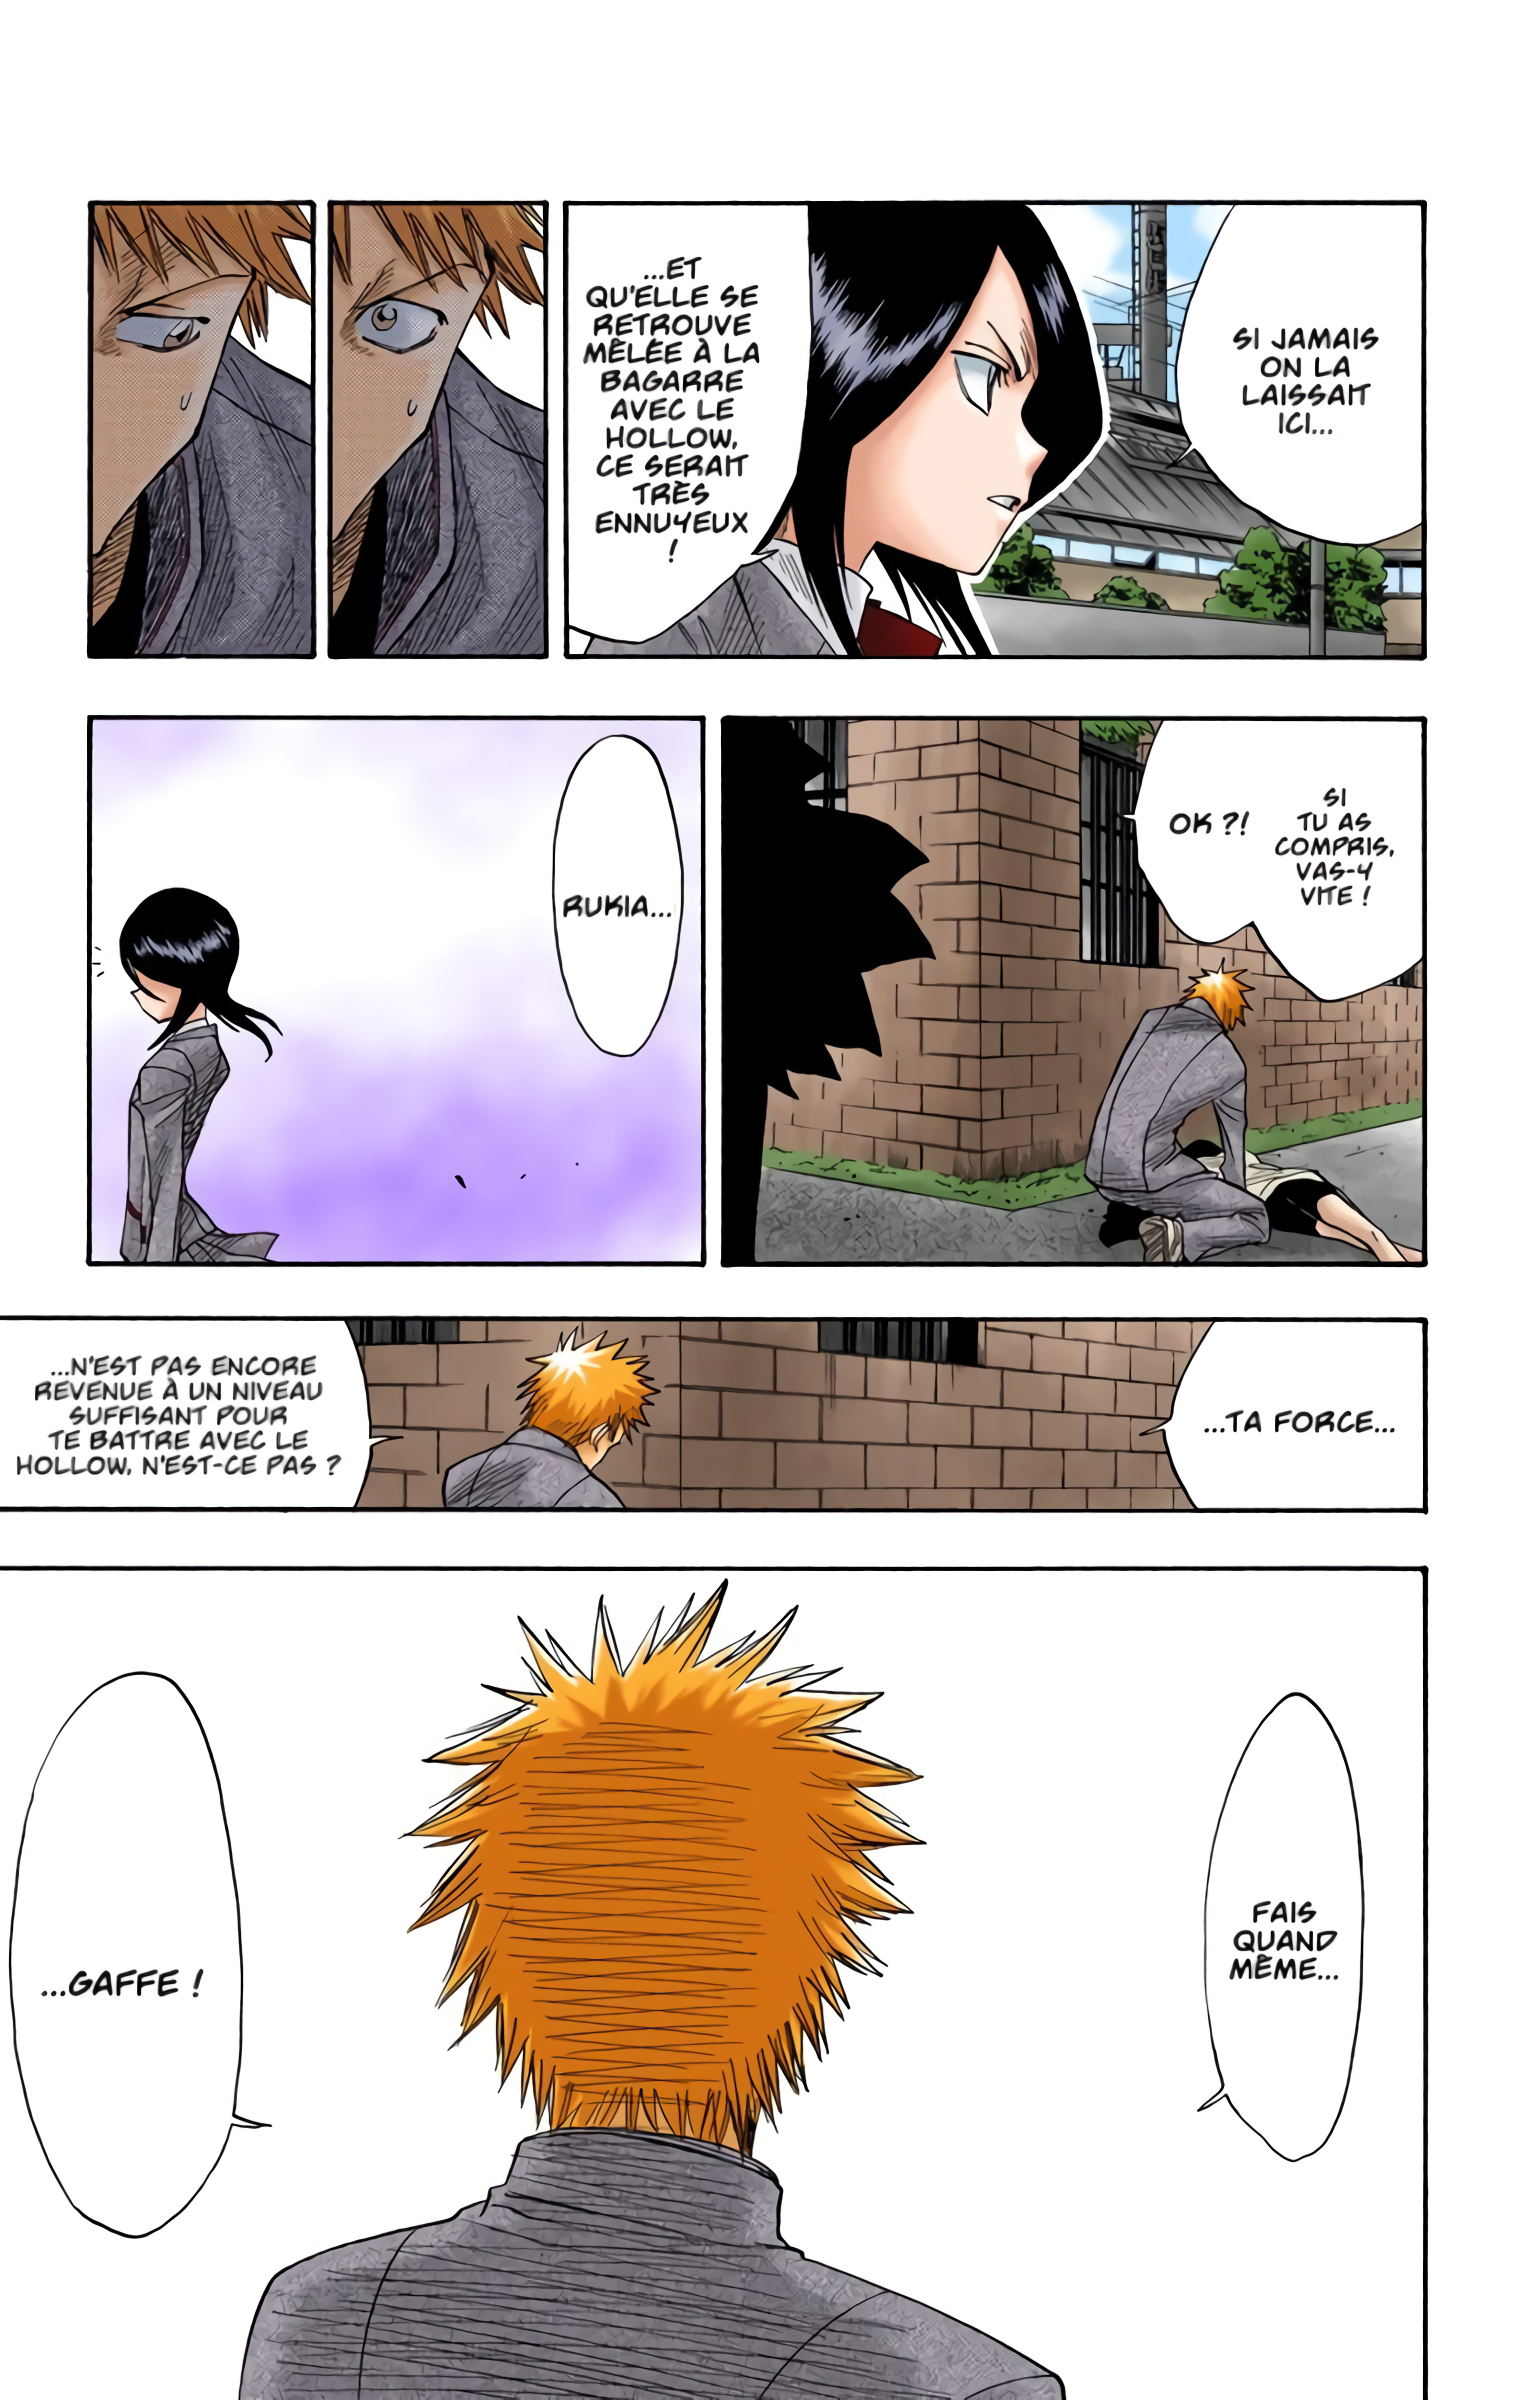 SI JAMAIS
ON LA
LAISSAIT
ICI...
...ET
QU'ELLE SE
RETROUVE
MÊLÉE À LA
BAGARRE
AVEC LE
HOLLOW,
CE SERAIT
TRÈS
ENNUYEUX
!
SI
TU AS
COMPRIS,
VAS-Y
VITE !
OK ?!
RUKIA...
...TA FORCE...
...N'EST PAS ENCORE
REVENUE À UN NIVEAU
SUFFISANT POUR
TE BATTRE AVEC LE
HOLLOW, N'EST-CE PAS ?
FAIS
QUAND
MÊME...
...GAFFE !